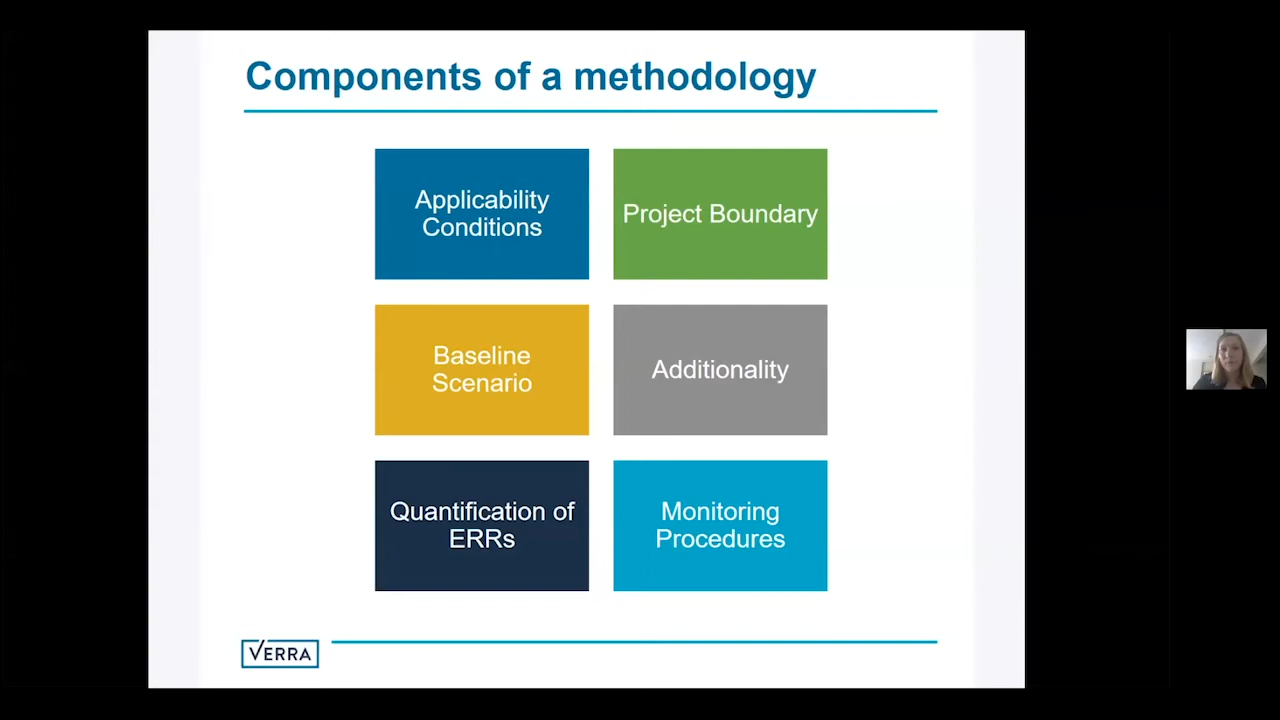 Components of a methodology
Applicability
Conditions
Project Boundary
Baseline
Scenario
Additionality
Quantification of
ERRs
Monitoring
Procedures
VERRA